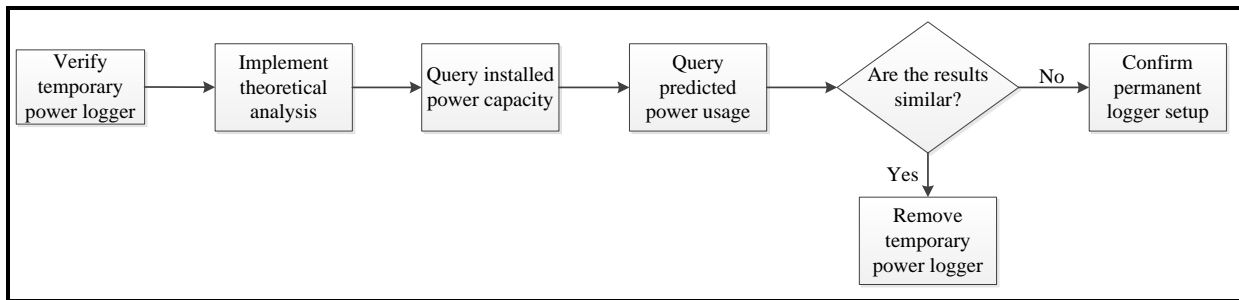 Verify
temporary
power logger
Implement
theoretical
analysis
Query installed
power capacity
Query
predicted
power usage
Are the results
similar?
No
Confirm
permanent
logger setup
Yes
Remove
temporary
power logger